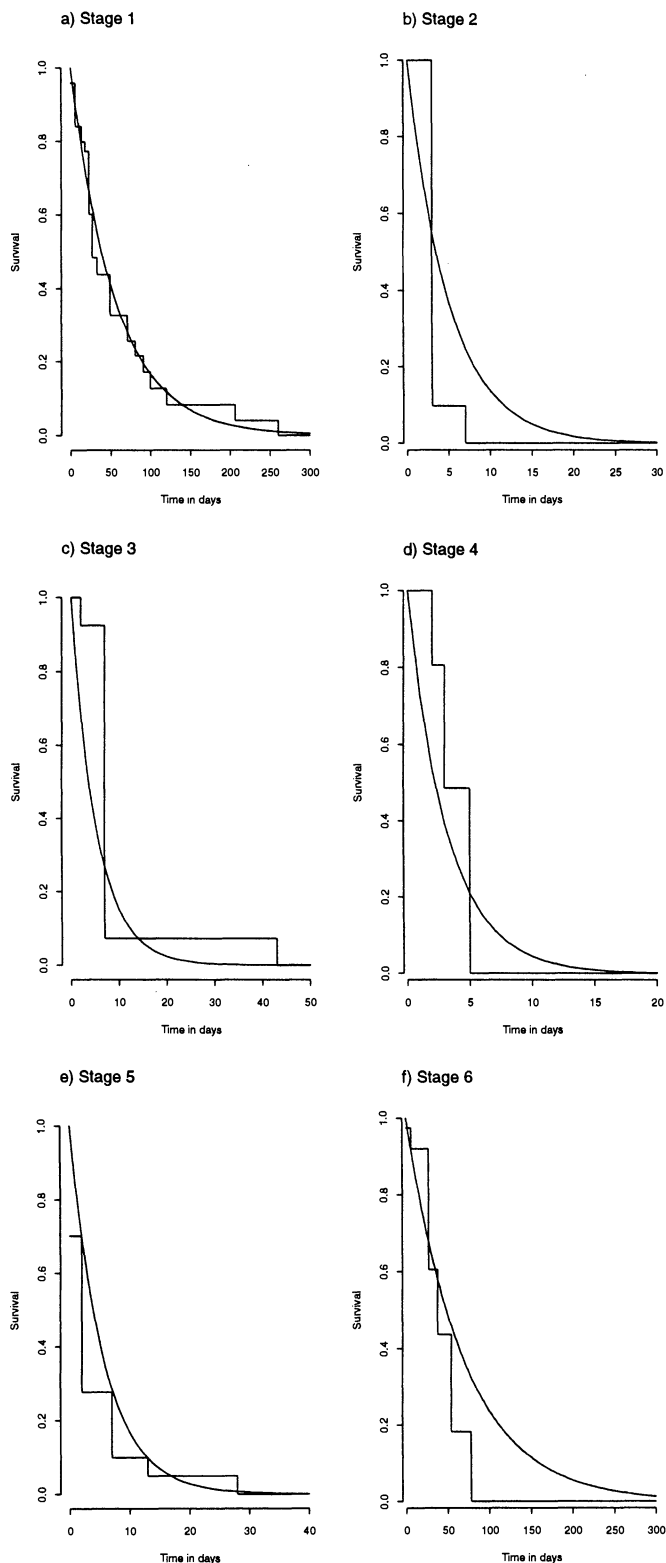 a) Stage 1
Survival
1.0
0.8
0.6
0.4
0.2
0.0
0 50 100 150 200 250 300
Time in days
b) Stage 2
Survival
1.0
0.8
0.6
0.4
0.2
0.0
0 5 10 15 20 25 30
Time in days
c) Stage 3
Survival
1.0
0.8
0.6
0.4
0.2
0.0
0 10 20 30 40 50
Time in days
d) Stage 4
Survival
1.0
0.8
0.6
0.4
0.2
0.0
0 5 10 15 20
Time in days
e) Stage 5
Survival
1.0
0.8
0.6
0.4
0.2
0.0
0 10 20 30 40
Time in days
f) Stage 6
Survival
1.0
0.8
0.6
0.4
0.2
0.0
0 50 100 150 200 250 300
Time in days